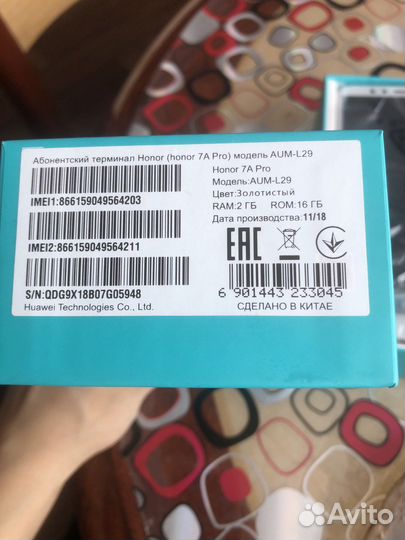 Абонентский терминал Honor (honor 7A Pro) модель AUM-L29
Honor 7A Pro
Модель:AUM-L29
Цвет:Золотистый
RAM:2 ГБ ROM:16 ГБ
Дата производства:11/18
IMEI1:866159049564203
IMEI2:866159049564211
S/N:QDG9X18B07G05948
Huawei Technologies Co., Ltd.
EAC
6 901443 233045
СДЕЛАНО В КИТАЕ
Avito